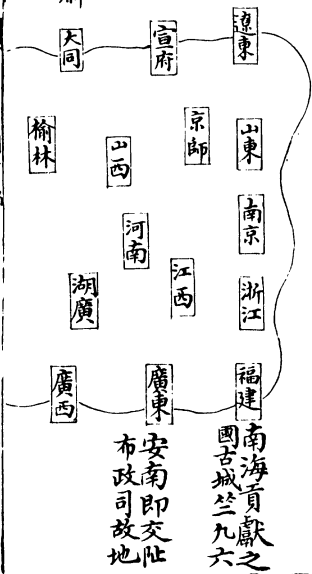 遼東
宣府
大同
京師
山東
榆林
山西
南京
河南
江西
浙江
湖廣
福建
廣東
廣西
南海貢獻之
國古城竺九六
安南即交阯
布政司故地